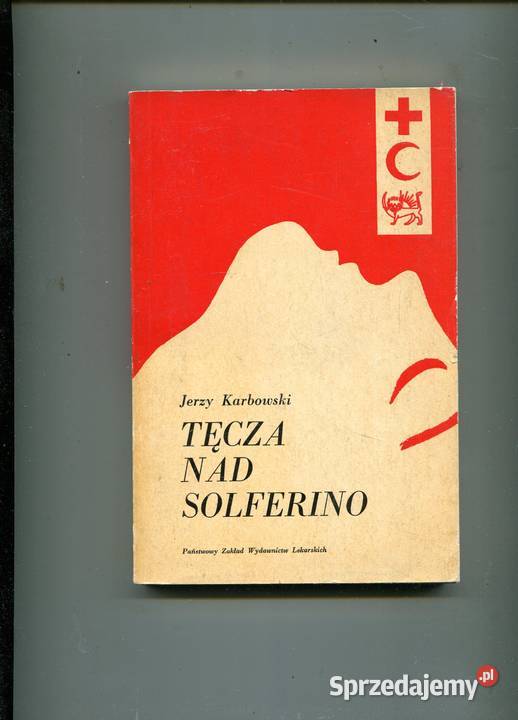 Jerzy Karbowski
TĘCZA
NAD
SOLFERINO
Państwowy Zakład Wydawnictw Lekarskich
Sprzedajemy.pl